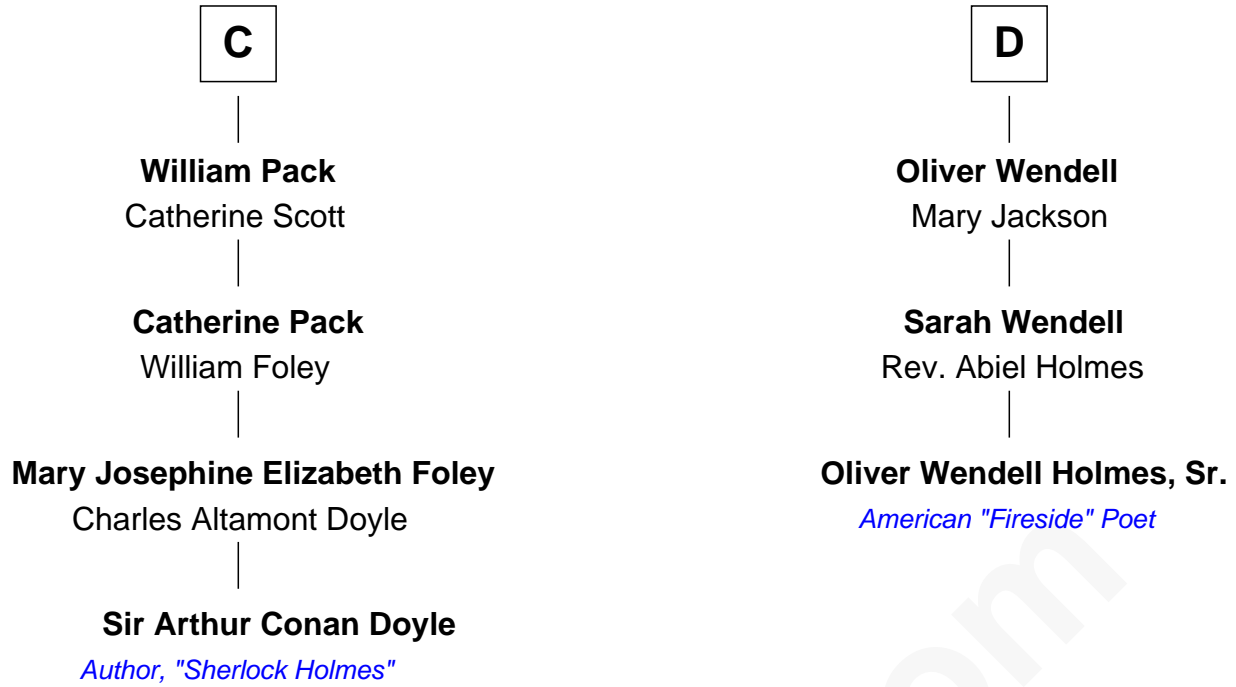 C
William Pack
Catherine Scott
Catherine Pack
William Foley
Mary Josephine Elizabeth Foley
Charles Altamont Doyle
Sir Arthur Conan Doyle
Author, "Sherlock Holmes"
D
Oliver Wendell
Mary Jackson
Sarah Wendell
Rev. Abiel Holmes
Oliver Wendell Holmes, Sr.
American "Fireside" Poet
om